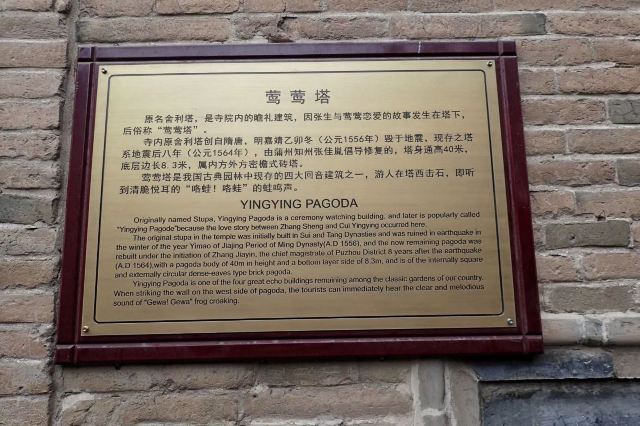 莺莺塔
原名舍利塔，是寺院内的瞻礼建筑，因张生与莺莺恋爱的故事发生在塔下，
后俗称“莺莺塔”。
寺内原舍利塔创自隋唐，明嘉靖乙卯冬（公元1556年）毁于地震，现存之塔
系地震后八年（公元1564年），由蒲州知州张佳胤倡导修复的，塔身通高40米，
底层边长8.3米，属内方外方密檐式砖塔。
莺莺塔是我国古典园林中现存的四大回音建筑之一，游人在塔西击石，即听
到清脆悦耳的“咯蛙！咯蛙”的蛙鸣声。
YINGYING PAGODA
Originally named Stupa, Yingying Pagoda is a ceremony watching building, and later is popularly called
"Yingying Pagode"because the love story between Zhang Sheng and Cui Yingying occurred here.
The original stupa in the temple was initially built in Sui and Tang Dynasties and was ruined in earthquake in
the winter of the year Yimao of Jiajing Period of Ming Dynasty(A.D 1556), and the now remaining pagoda was
rebuilt under the initiation of Zhang Jiayin, the chief magistrate of Puzhou District 8 years after the earthquake
(A.D 1564),with a pagoda body of 40m in height and a bottom layer side of 8.3m, and is of the internally square
and externally circular dense-eaves type brick pagoda.
Yingying Pagoda is one of the four great echo buildings remuining among the classic gardens of our country.
When striking the wall on the west side of pagoda, the tourists can immediately hear the clear and melodious
sound of "Gewa! Gewa" frog croaking.